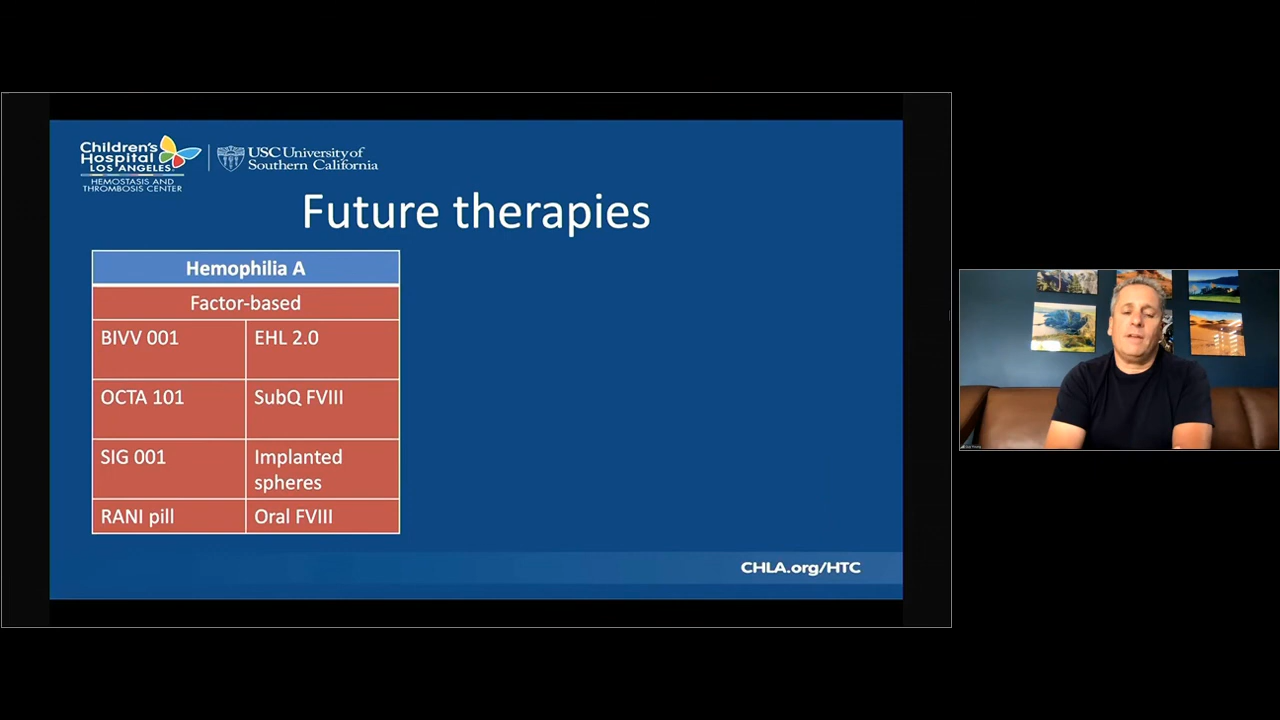 Children's
Hospital
LOS ANGELES
HEMOSTASIS AND
THROMBOSIS CENTER
USC University of
Southern California
Future therapies
Hemophilia A
Factor-based
BIVV 001 EHL 2.0
OCTA 101 SubQ FVIII
SIG 001 Implanted
spheres
RANI pill Oral FVIII
CHLA.org/HTC